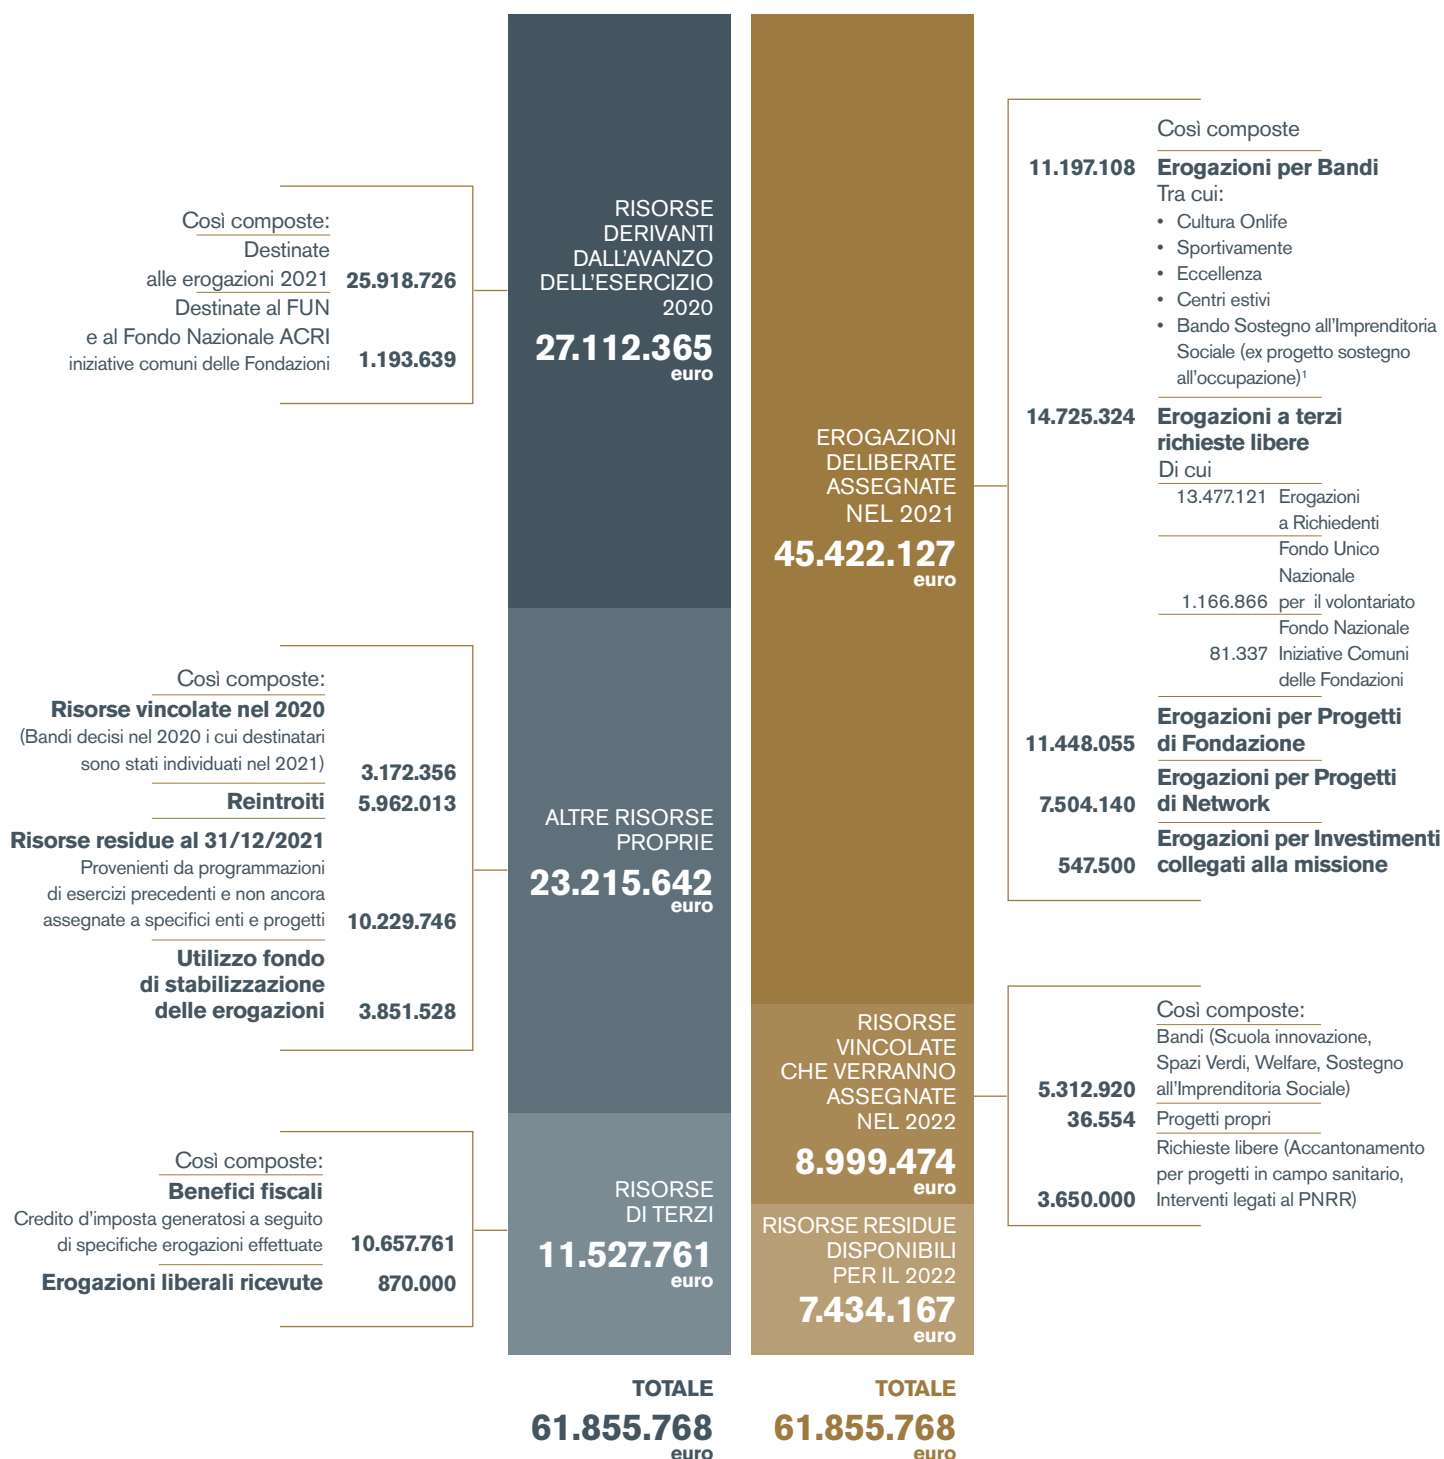 Così composte:
Destinate
alle erogazioni 2021 25.918.726
Destinate al FUN
e al Fondo Nazionale ACRI
iniziative comuni delle Fondazioni 1.193.639
RISORSE
DERIVANTI
DALL'AVANZO
DELL'ESERCIZIO
2020
27.112.365
euro
Così composte:
Risorse vincolate nel 2020
(Bandi decisi nel 2020 i cui destinatari
sono stati individuati nel 2021) 3.172.356
Reintroiti 5.962.013
Risorse residue al 31/12/2021
Provenienti da programmazioni
di esercizi precedenti e non ancora
assegnate a specifici enti e progetti 10.229.746
Utilizzo fondo
di stabilizzazione
delle erogazioni 3.851.528
ALTRE RISORSE
PROPRIE
23.215.642
euro
Così composte:
Benefici fiscali
Credito d'imposta generatosi a seguito
di specifiche erogazioni effettuate 10.657.761
Erogazioni liberali ricevute 870.000
RISORSE
DI TERZI
11.527.761
euro
TOTALE
61.855.768
euro
EROGAZIONI
DELIBERATE
ASSEGNATE
NEL 2021
45.422.127
euro
Così composte
11.197.108 Erogazioni per Bandi
Tra cui:
• Cultura Onlife
• Sportivamente
• Eccellenza
• Centri estivi
• Bando Sostegno all'Imprenditoria
Sociale (ex progetto sostegno
all'occupazione)¹
14.725.324 Erogazioni a terzi
richieste libere
Di cui
13.477.121 Erogazioni
a Richiedenti
Fondo Unico
Nazionale
1.166.866 per il volontariato
Fondo Nazionale
81.337 Iniziative Comuni
delle Fondazioni
Erogazioni per Progetti
11.448.055 di Fondazione
Erogazioni per Progetti
7.504.140 di Network
Erogazioni per Investimenti
547.500 collegati alla missione
RISORSE
VINCOLATE
CHE VERRANNO
ASSEGNATE
NEL 2022
8.999.474
euro
Così composte:
Bandi (Scuola innovazione,
Spazi Verdi, Welfare, Sostegno
5.312.920 all'Imprenditoria Sociale)
36.554 Progetti propri
Richieste libere (Accantonamento
per progetti in campo sanitario,
3.650.000 Interventi legati al PNRR)
RISORSE RESIDUE
DISPONIBILI
PER IL 2022
7.434.167
euro
TOTALE
61.855.768
euro